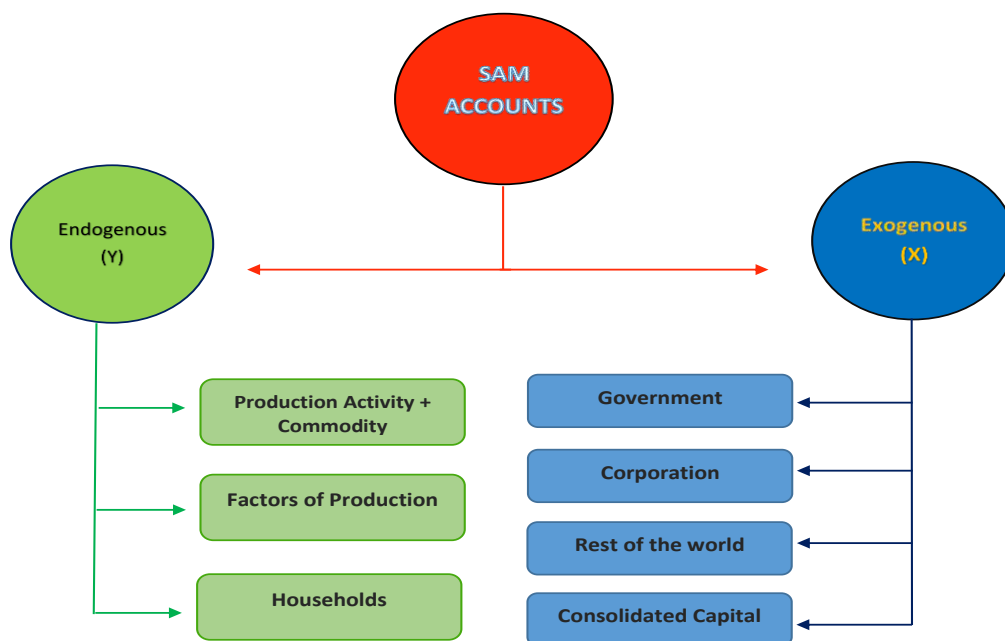 SAM
ACCOUNTS
Endogenous
(Y)
Exogenous
(X)
Production Activity +
Commodity
Factors of Production
Households
Government
Corporation
Rest of the world
Consolidated Capital